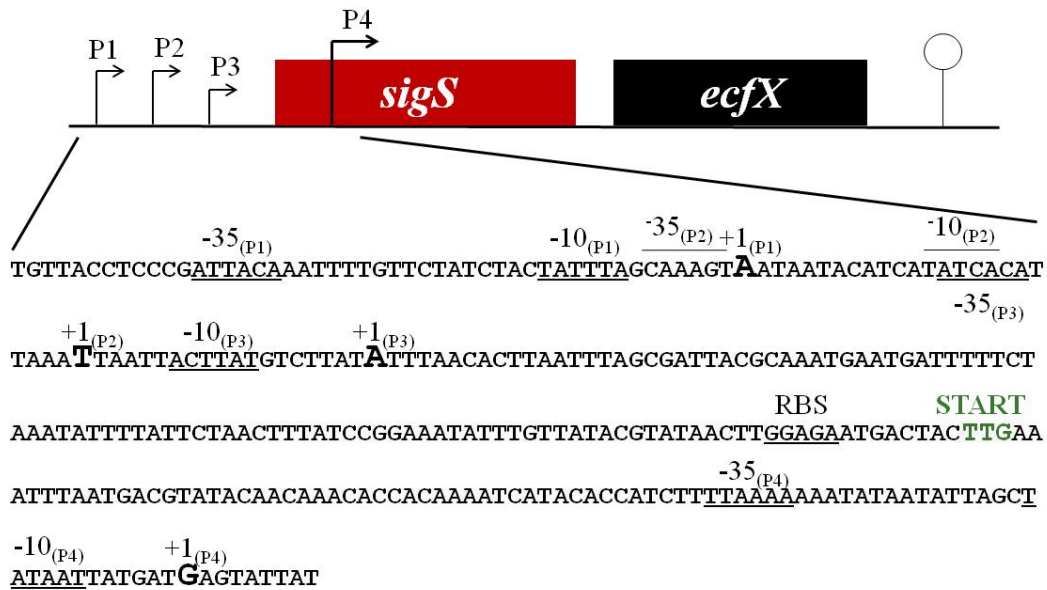 P1 P2 P3 P4
sigS ecfX
-35(P1) -10(P1) -35(P2) +1(P1) -10(P2)
TGTTACCTCCCGATTACAAATTTTGTTCTATCTACTATTTAGCAAAGTAATAATACATCATATCACAT
-35(P3)
+1(P2) -10(P3) +1(P3)
TAAATTAATTACTTATGTCTTATATTTAACACTTAATTTAGCGATTACGCAAATGAATGATTTTTCT
RBS START
AAATATTTTATTCTAACTTTATCCGGAAATATTTGTTATACGTATAACTTGGAGAATGACTACTTGAA
-35(P4)
ATTTAATGACGTATACAACAAACACCACAAAATCATACACCATCTTTTAAAAAAATATAATATTAGCT
-10(P4) +1(P4)
ATAATTATGATGAGTATTAT